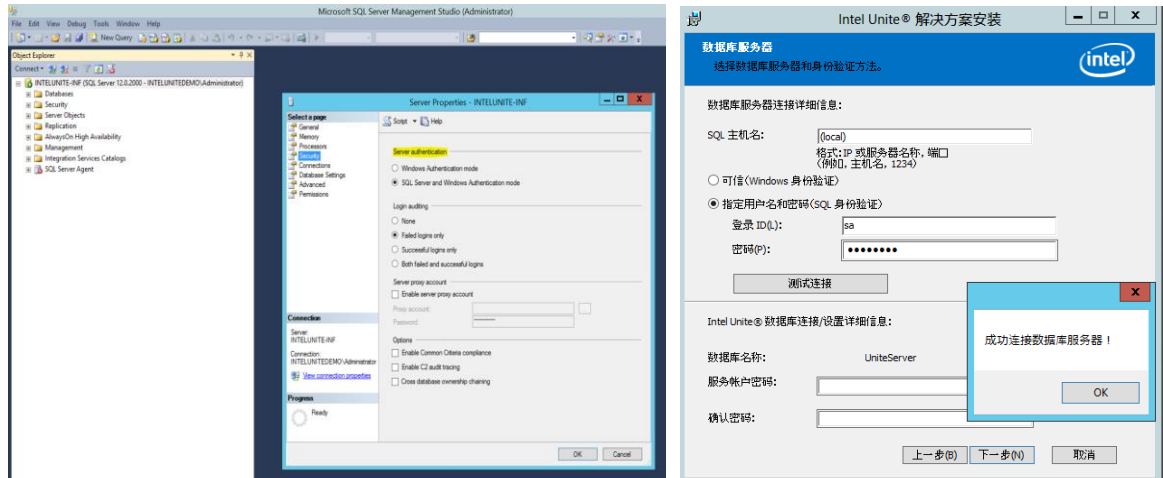 Microsoft SQL Server Management Studio (Administrator)
File Edit View Debug Tools Window Help
New Query
Object Explorer
Connect
INTELUNITE-INF (SQL Server 12.0.2000 - INTELUNITEDEMO\Administrator)
Databases
Security
Server Objects
Replication
AlwaysOn High Availability
Management
Integration Services Catalogs
SQL Server Agent
Server Properties - INTELUNITE-INF
Select a page
General
Memory
Processors
Security
Connections
Database Settings
Advanced
Permissions
Script Help
Server authentication
Windows Authentication mode
SQL Server and Windows Authentication mode
Login auditing
None
Failed logins only
Successful logins only
Both failed and successful logins
Server proxy account
Enable server proxy account
Proxy account:
Password:
Options
Enable Common Criteria compliance
Enable C2 audit tracing
Cross database ownership chaining
Connection
Server:
INTELUNITE-INF
Connection:
INTELUNITEDEMO\Administrator
View connection properties
Progress
Ready
OK Cancel
Intel Unite® 解决方案安装
数据库服务器
选择数据库服务器和身份验证方法。
intel
数据库服务器连接详细信息:
SQL 主机名: (local)
格式:IP 或服务器名称, 端口
(例如, 主机名, 1234)
可信(Windows 身份验证)
指定用户名和密码(SQL 身份验证)
登录 ID(L): sa
密码(P): ●●●●●●●●
测试连接
Intel Unite® 数据库连接/设置详细信息:
数据库名称: UniteServer
服务帐户密码:
确认密码:
上一步(B) 下一步(N) 取消
成功连接数据库服务器！
OK